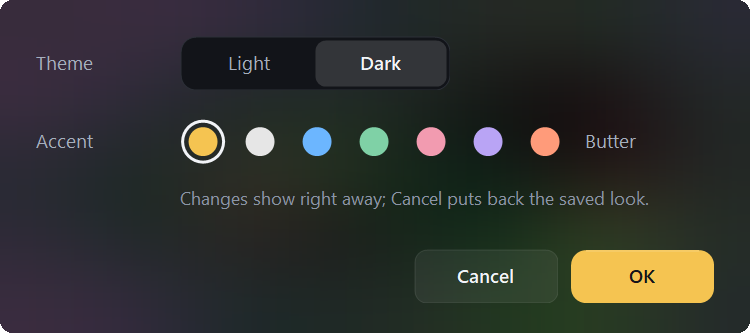 Theme Light Dark
Accent Butter
Changes show right away; Cancel puts back the saved look.
Cancel OK